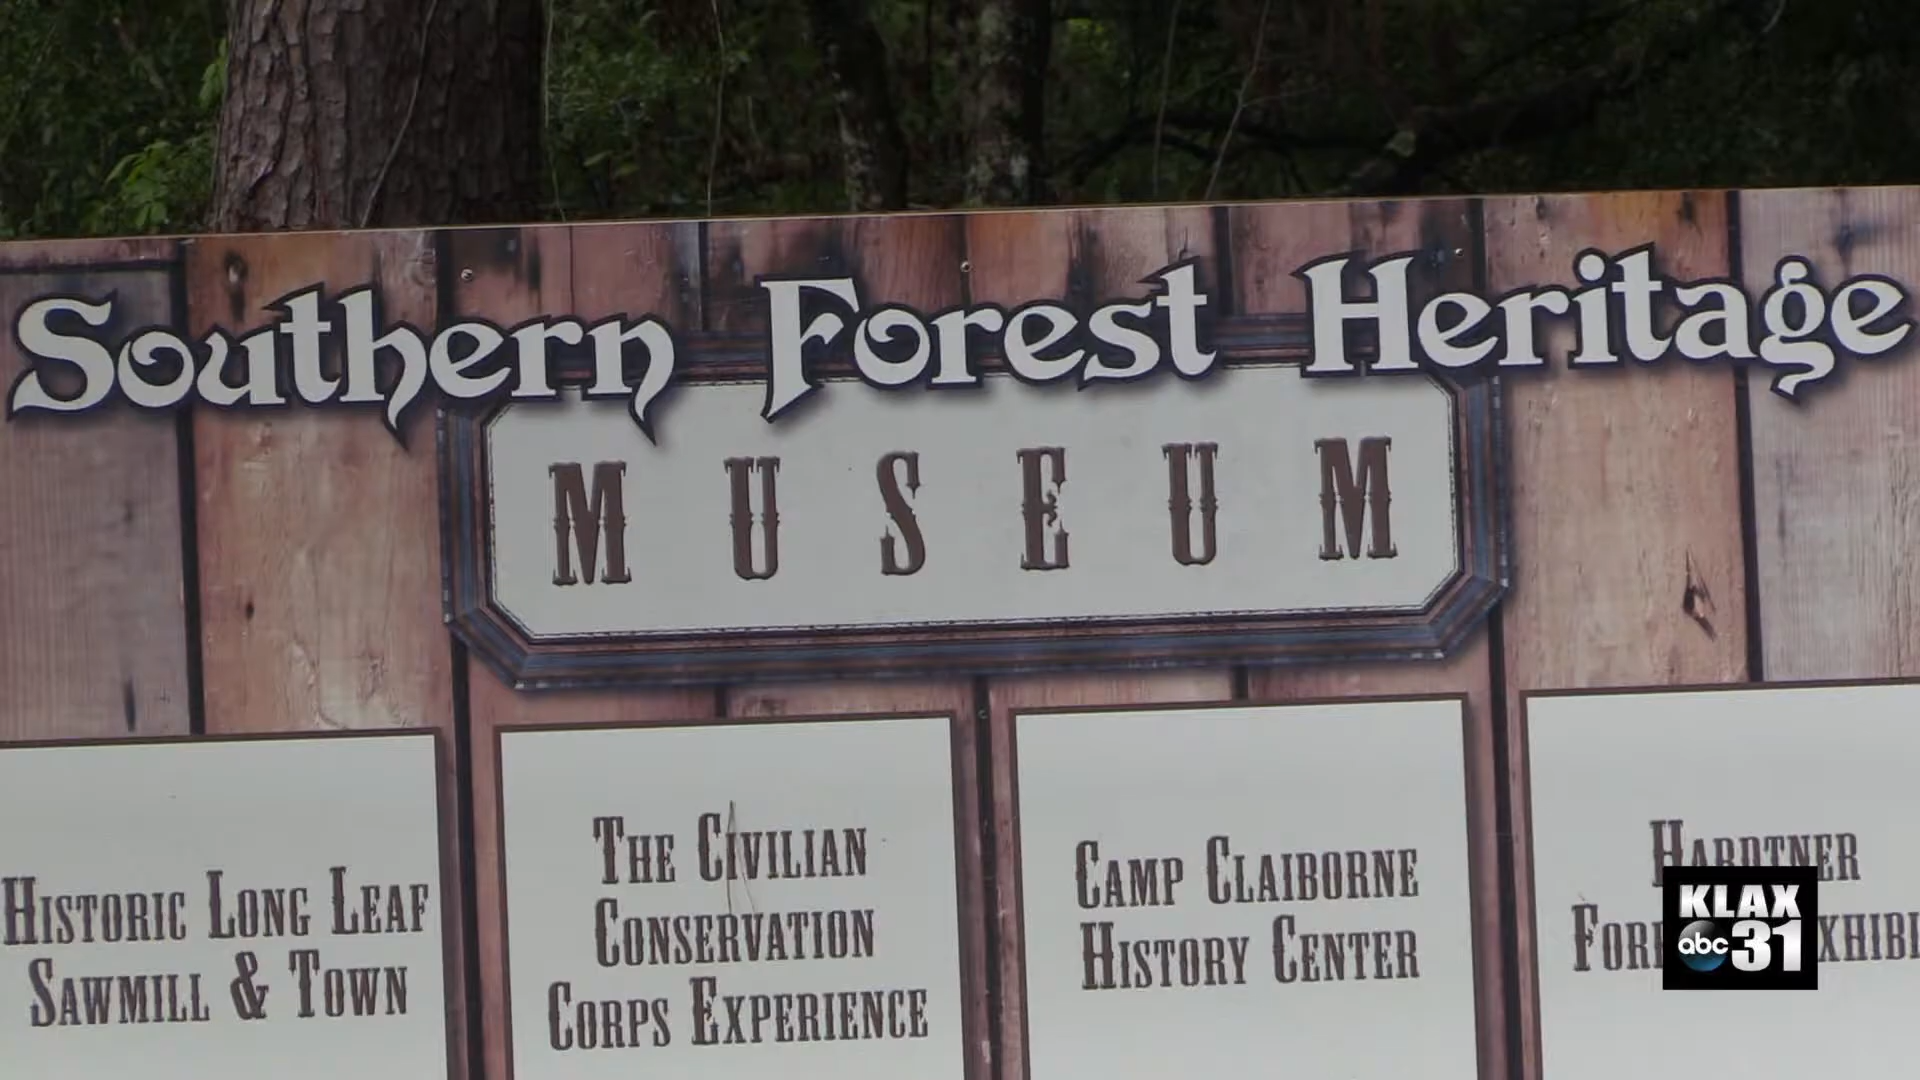 Southern Forest Heritage
MUSEUM
HISTORIC LONG LEAF
SAWMILL & TOWN
THE CIVILIAN
CONSERVATION
CORPS EXPERIENCE
CAMP CLAIBORNE
HISTORY CENTER
HARDTNER
KLAX
abc 31